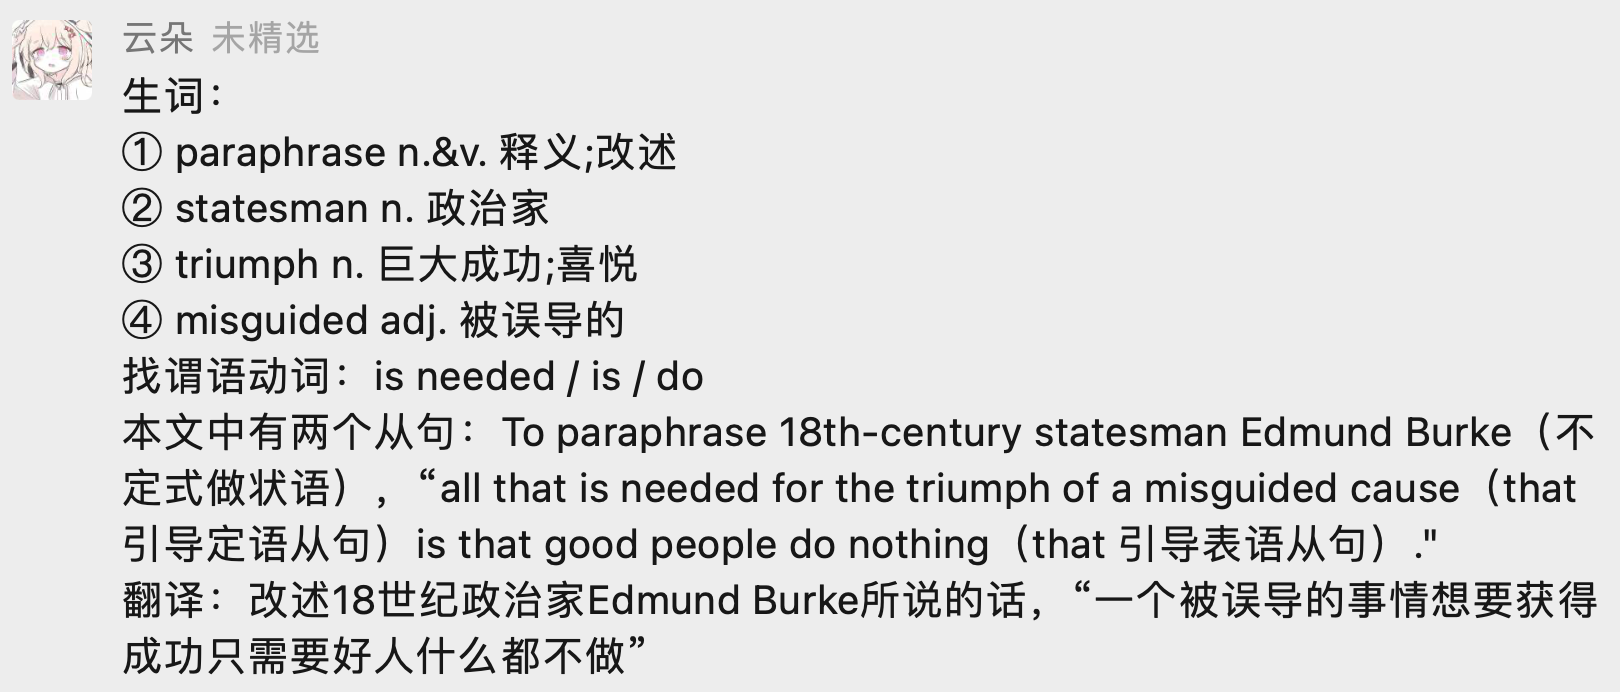 云朵 未精选
生词：
① paraphrase n.&v. 释义;改述
② statesman n. 政治家
③ triumph n. 巨大成功;喜悦
④ misguided adj. 被误导的
找谓语动词：is needed / is / do
本文中有两个从句：To paraphrase 18th-century statesman Edmund Burke（不
定式做状语），“all that is needed for the triumph of a misguided cause（that
引导定语从句）is that good people do nothing（that 引导表语从句）."
翻译：改述18世纪政治家Edmund Burke所说的话，“一个被误导的事情想要获得
成功只需要好人什么都不做”